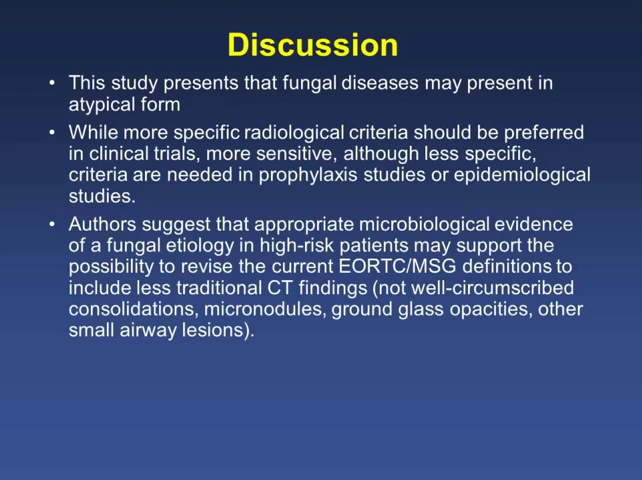 Discussion
• This study presents that fungal diseases may present in
atypical form
• While more specific radiological criteria should be preferred
in clinical trials, more sensitive, although less specific,
criteria are needed in prophylaxis studies or epidemiological
studies.
• Authors suggest that appropriate microbiological evidence
of a fungal etiology in high-risk patients may support the
possibility to revise the current EORTC/MSG definitions to
include less traditional CT findings (not well-circumscribed
consolidations, micronodules, ground glass opacities, other
small airway lesions).